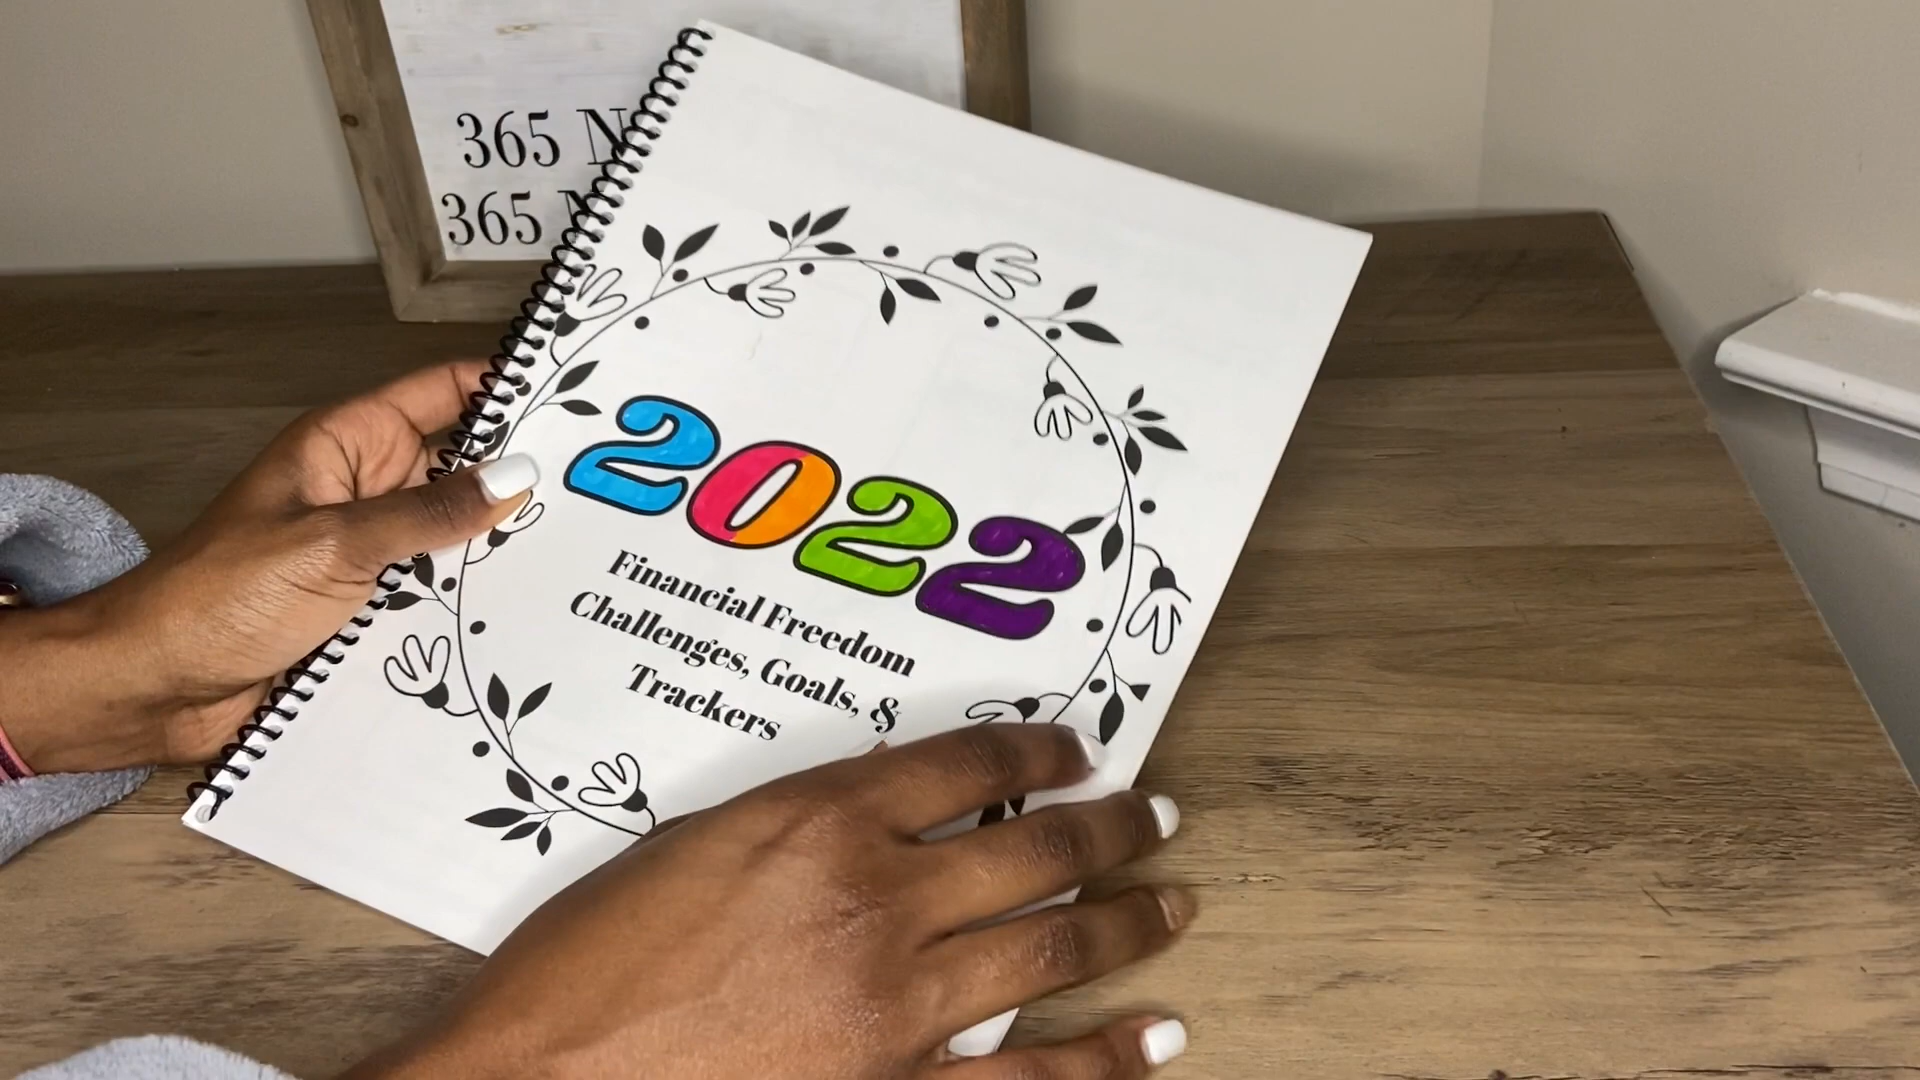 365 N
365
2022
Financial Freedom
Challenges, Goals, &
Trackers